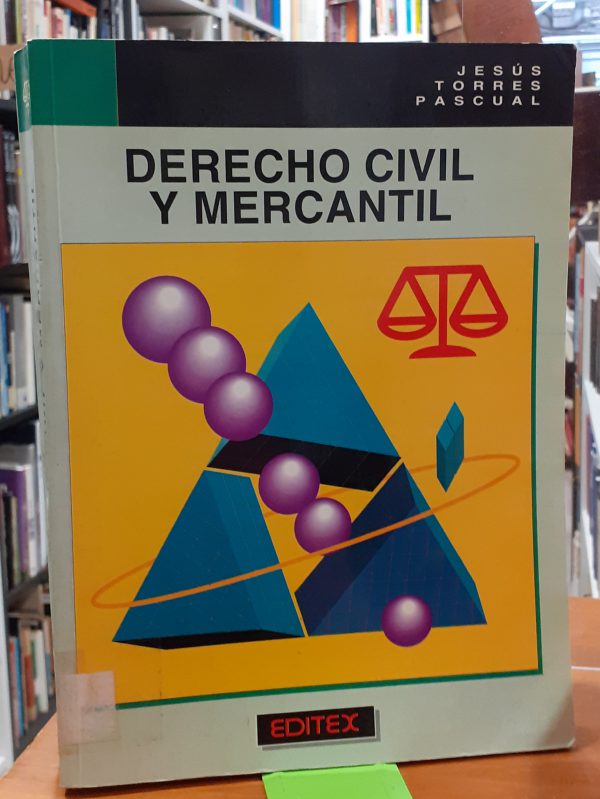 JESÚS
TORRES
PASCUAL
DERECHO CIVIL
Y MERCANTIL
EDITEX